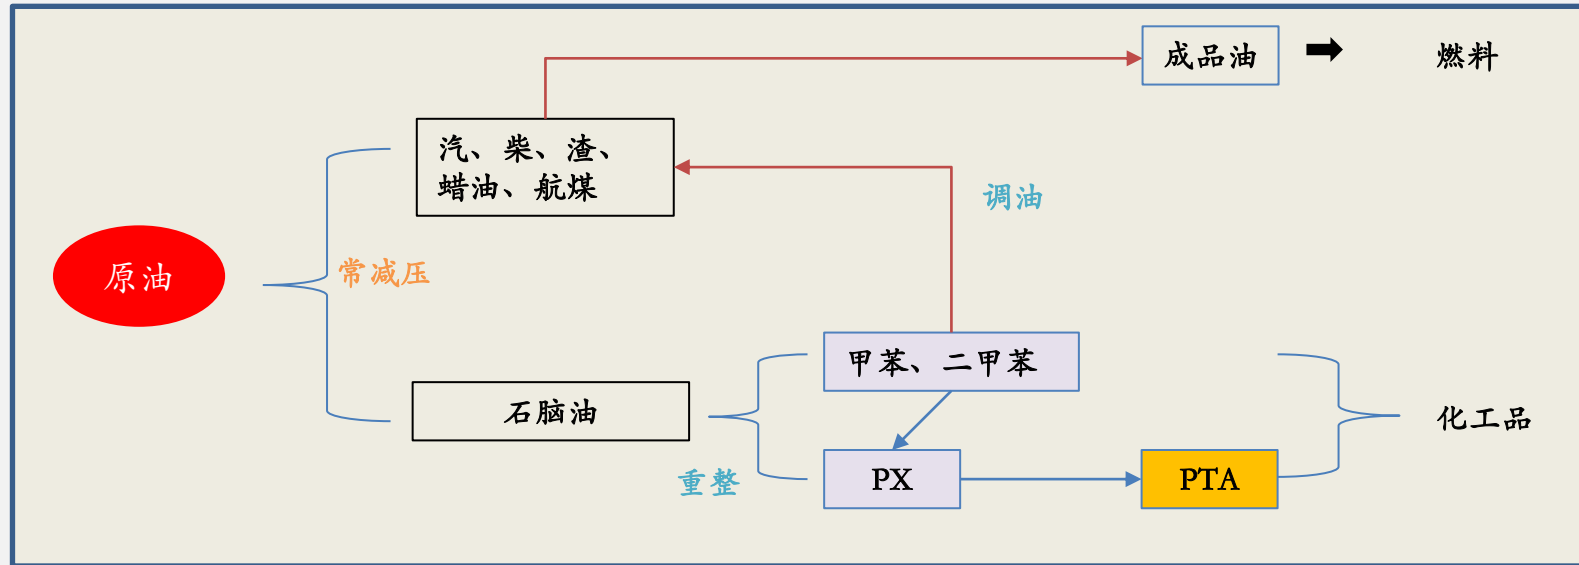 成品油
燃料
汽、柴、渣、
蜡油、航煤
调油
原油
常减压
甲苯、二甲苯
石脑油
化工品
重整
PX
PTA